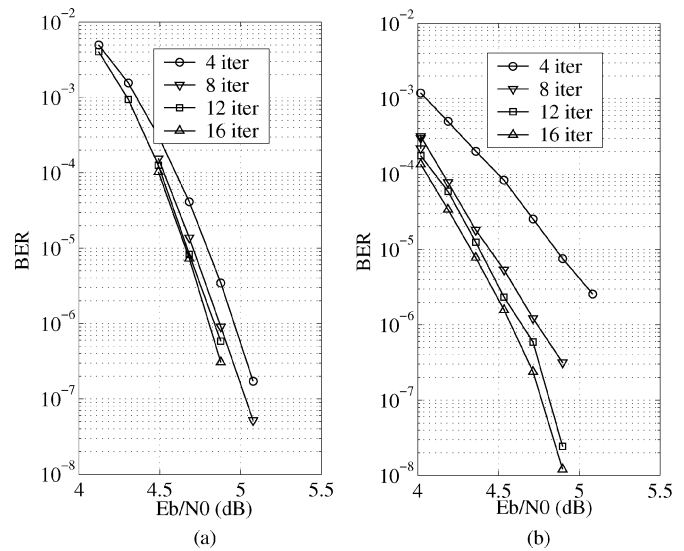 10^-2
10^-3
10^-4
10^-5
10^-6
10^-7
10^-8
BER
4 iter
8 iter
12 iter
16 iter
4
4.5
5
5.5
Eb/N0 (dB)
(a)
10^-2
10^-3
10^-4
10^-5
10^-6
10^-7
10^-8
BER
4 iter
8 iter
12 iter
16 iter
4
4.5
5
5.5
Eb/N0 (dB)
(b)